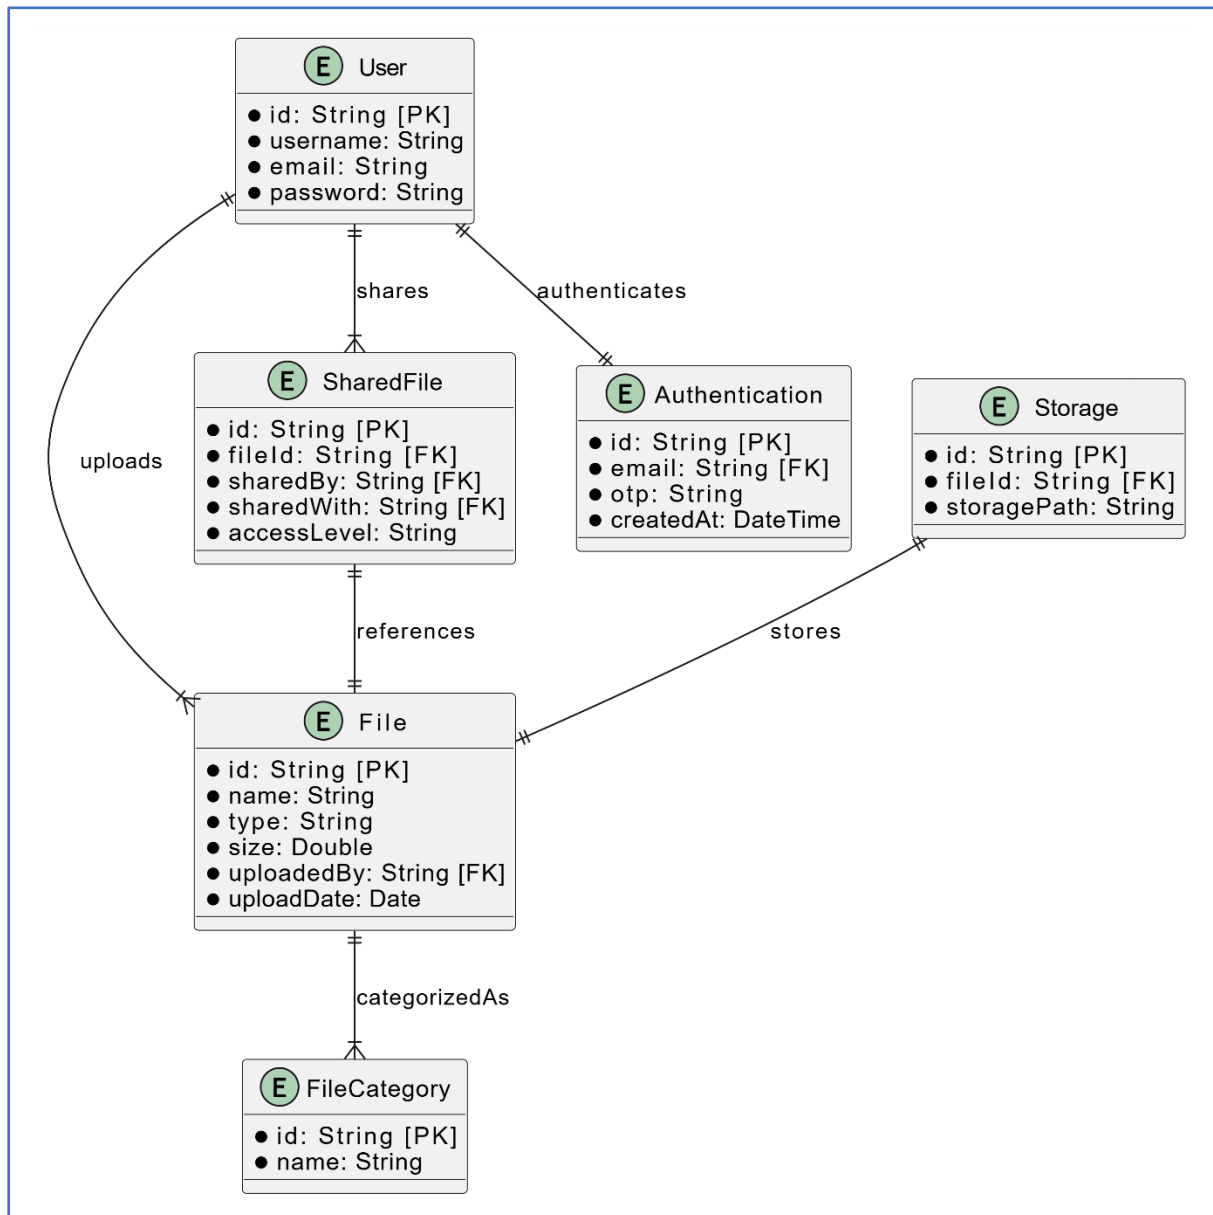 E User
id: String [PK]
username: String
email: String
password: String
shares
authenticates
E SharedFile
id: String [PK]
fileId: String [FK]
sharedBy: String [FK]
sharedWith: String [FK]
accessLevel: String
E Authentication
id: String [PK]
email: String [FK]
otp: String
createdAt: DateTime
E Storage
id: String [PK]
fileId: String [FK]
storagePath: String
uploads
references
stores
E File
id: String [PK]
name: String
type: String
size: Double
uploadedBy: String [FK]
uploadDate: Date
categorizedAs
E FileCategory
id: String [PK]
name: String